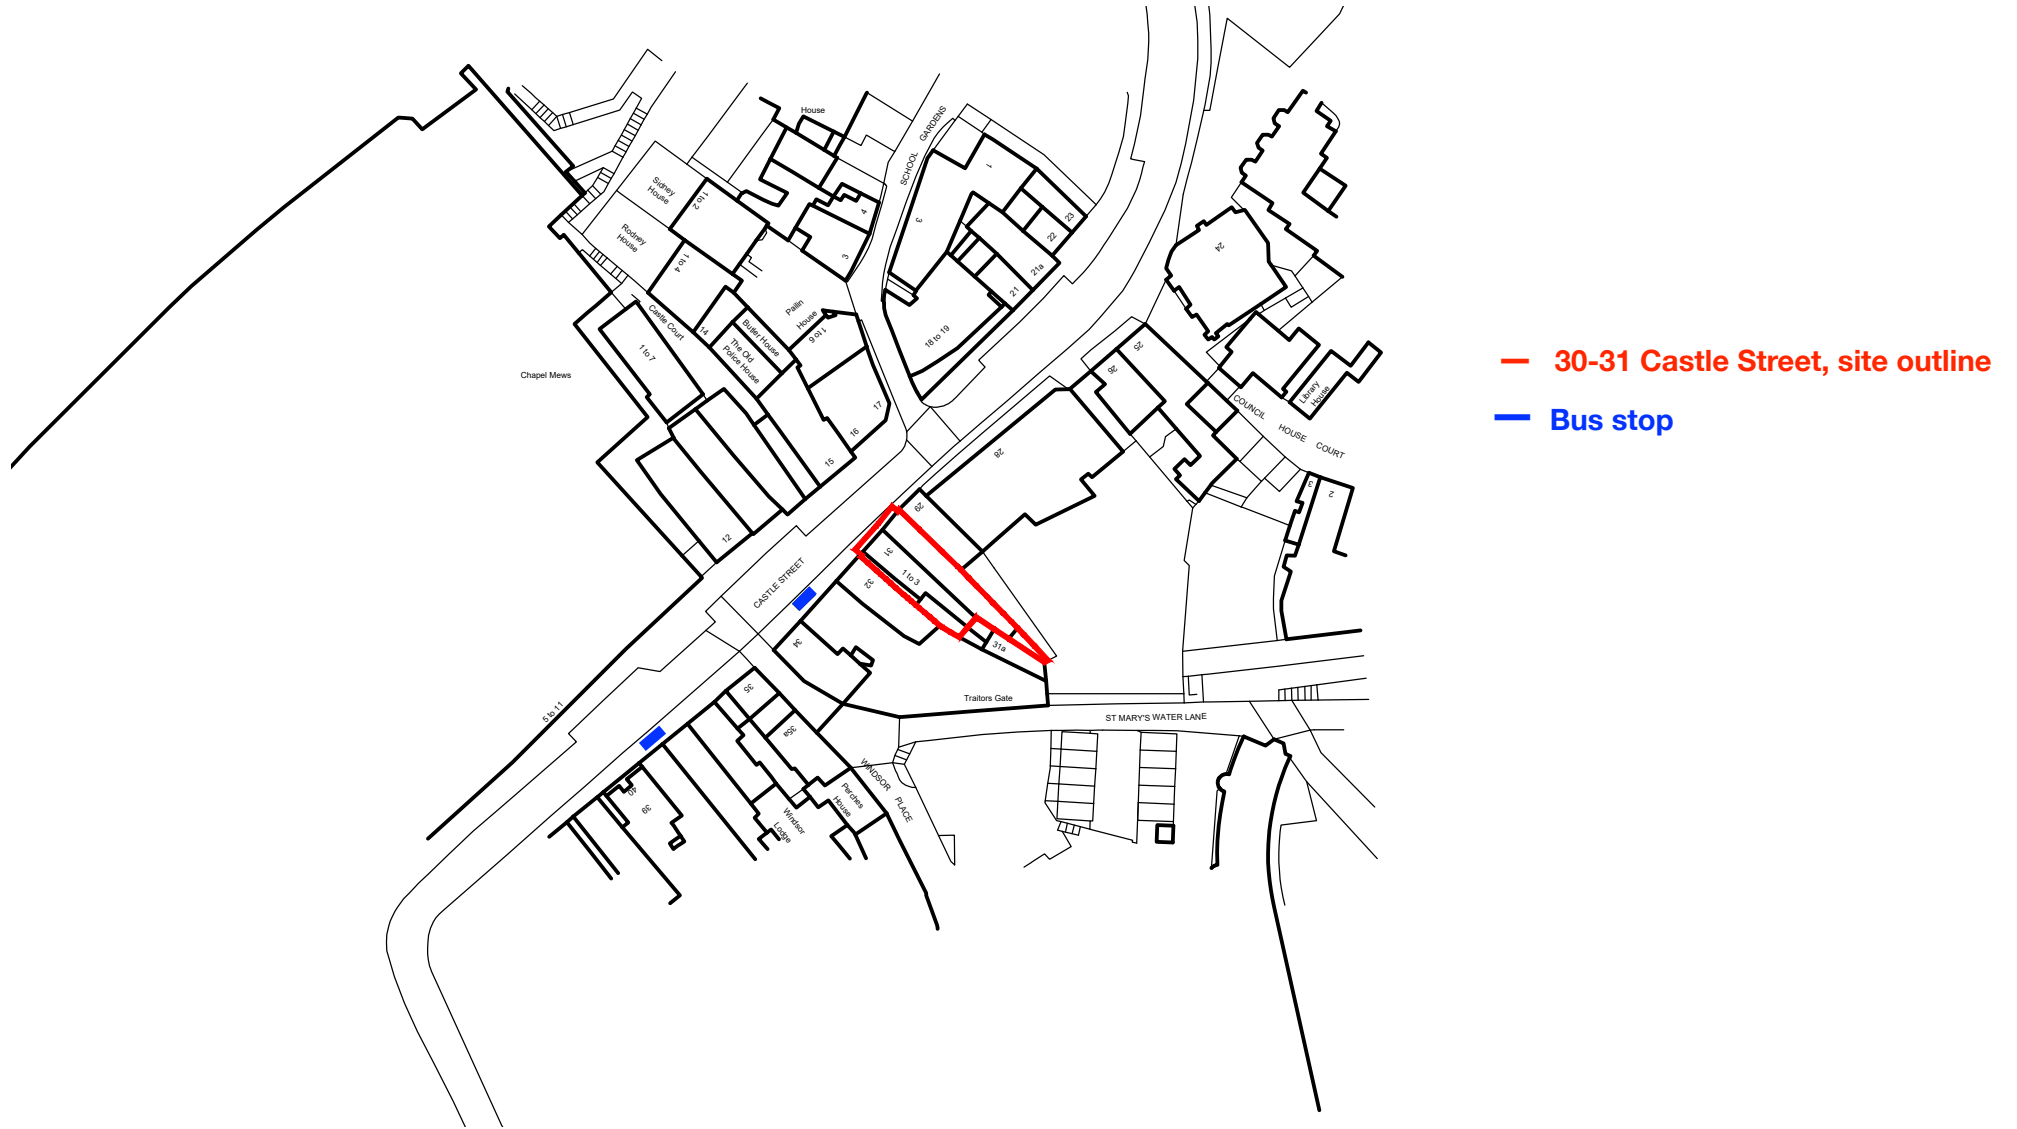 House
SCHOOL GARDENS
1
23
22
21a
21
3
18 to 19
4
3
Sidney
House
1 to 2
Rodney
House
1 to 4
Pallin
House
1 to 6
Castle Court
14
Butler House
The Old
Police House
1 to 7
Chapel Mews
17
16
15
12
24
25
26
Library
House
COUNCIL HOUSE COURT
3
2
28
29
31
1 to 3
32
31a
34
CASTLE STREET
5 to 11
Traitors Gate
ST MARY'S WATER LANE
35
35a
WINDSOR PLACE
Perches
House
Windsor
Lodge
40
39
30-31 Castle Street, site outline
Bus stop